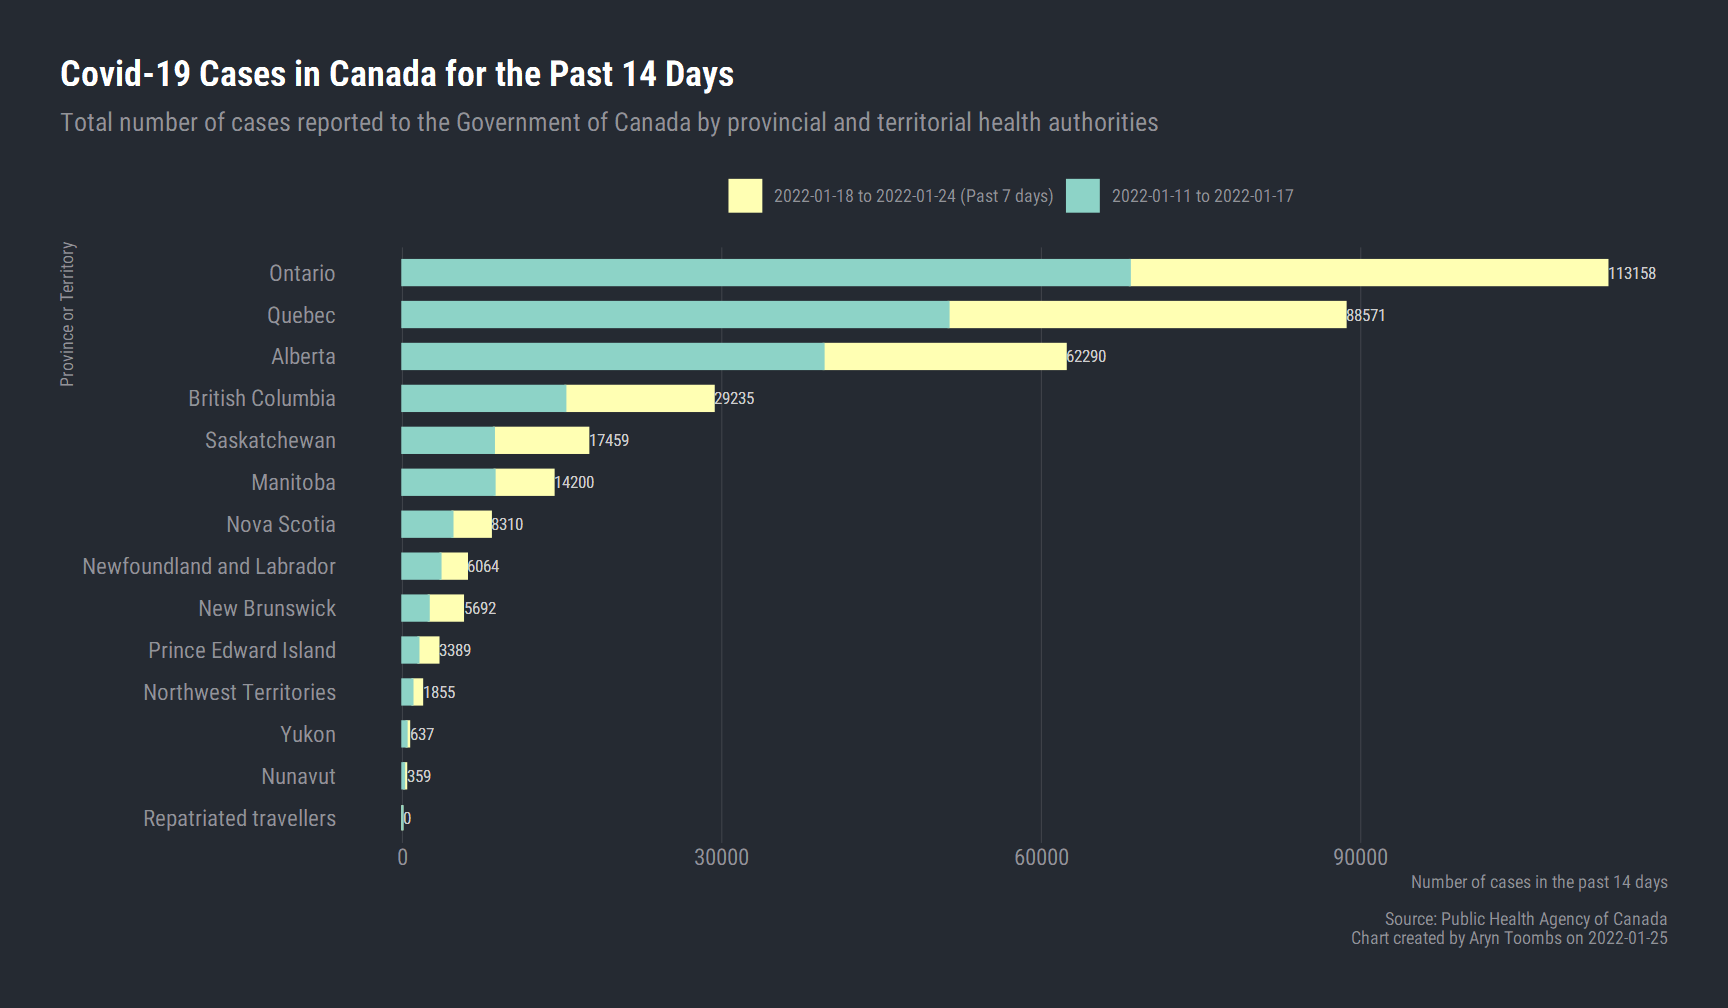 Covid-19 Cases in Canada for the Past 14 Days
Total number of cases reported to the Government of Canada by provincial and territorial health authorities
2022-01-18 to 2022-01-24 (Past 7 days)
2022-01-11 to 2022-01-17
Province or Territory
Ontario 113158
Quebec 88571
Alberta 62290
British Columbia 29235
Saskatchewan 17459
Manitoba 14200
Nova Scotia 8310
Newfoundland and Labrador 6064
New Brunswick 5692
Prince Edward Island 3389
Northwest Territories 1855
Yukon 637
Nunavut 359
Repatriated travellers 0
0 30000 60000 90000
Number of cases in the past 14 days
Source: Public Health Agency of Canada
Chart created by Aryn Toombs on 2022-01-25